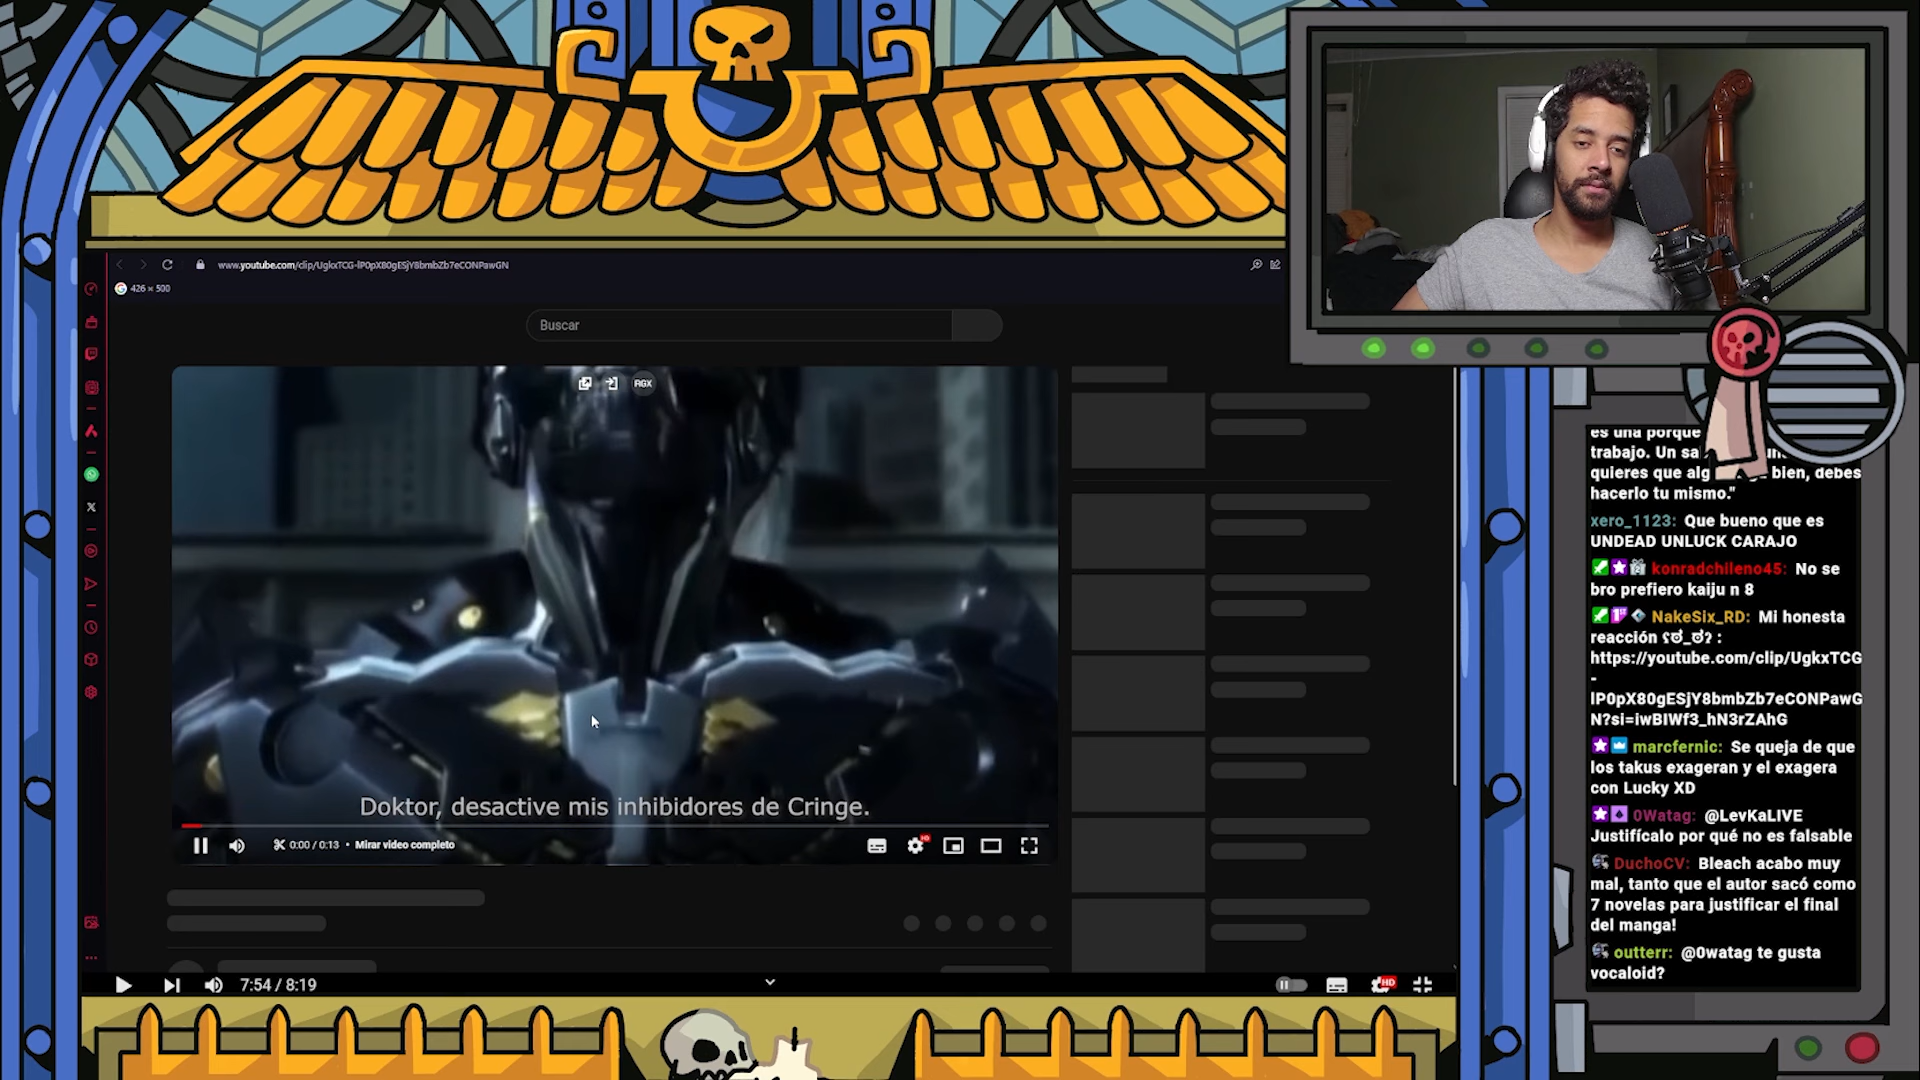 www.youtube.com/clip/UgkxTCG-lP0pX80gESjY8bmbZb7eCONPawGN
426 × 500
Buscar
RGX
Doktor, desactive mis inhibidores de Cringe.
0:00 / 0:13 • Mirar video completo
HD
7:54 / 8:19
HD
es una porque
trabajo. Un
quieres que bien, debes
hacerlo tu mismo."
xero_1123: Que bueno que es
UNDEAD UNLUCK CARAJO
konradchileno45: No se
bro prefiero kaiju n 8
NakeSix_RD: Mi honesta
reacción ʕಠ_ಠʔ :
https://youtube.com/clip/UgkxTCG
-
lP0pX80gESjY8bmbZb7eCONPawG
N?si=iwBIWf3_hN3rZAhG
marcfernic: Se queja de que
los takus exageran y el exagera
con Lucky XD
0Watag: @LevKaLIVE
Justifícalo por qué no es falsable
DuchoCV: Bleach acabo muy
mal, tanto que el autor sacó como
7 novelas para justificar el final
del manga!
outterr: @0watag te gusta
vocaloid?